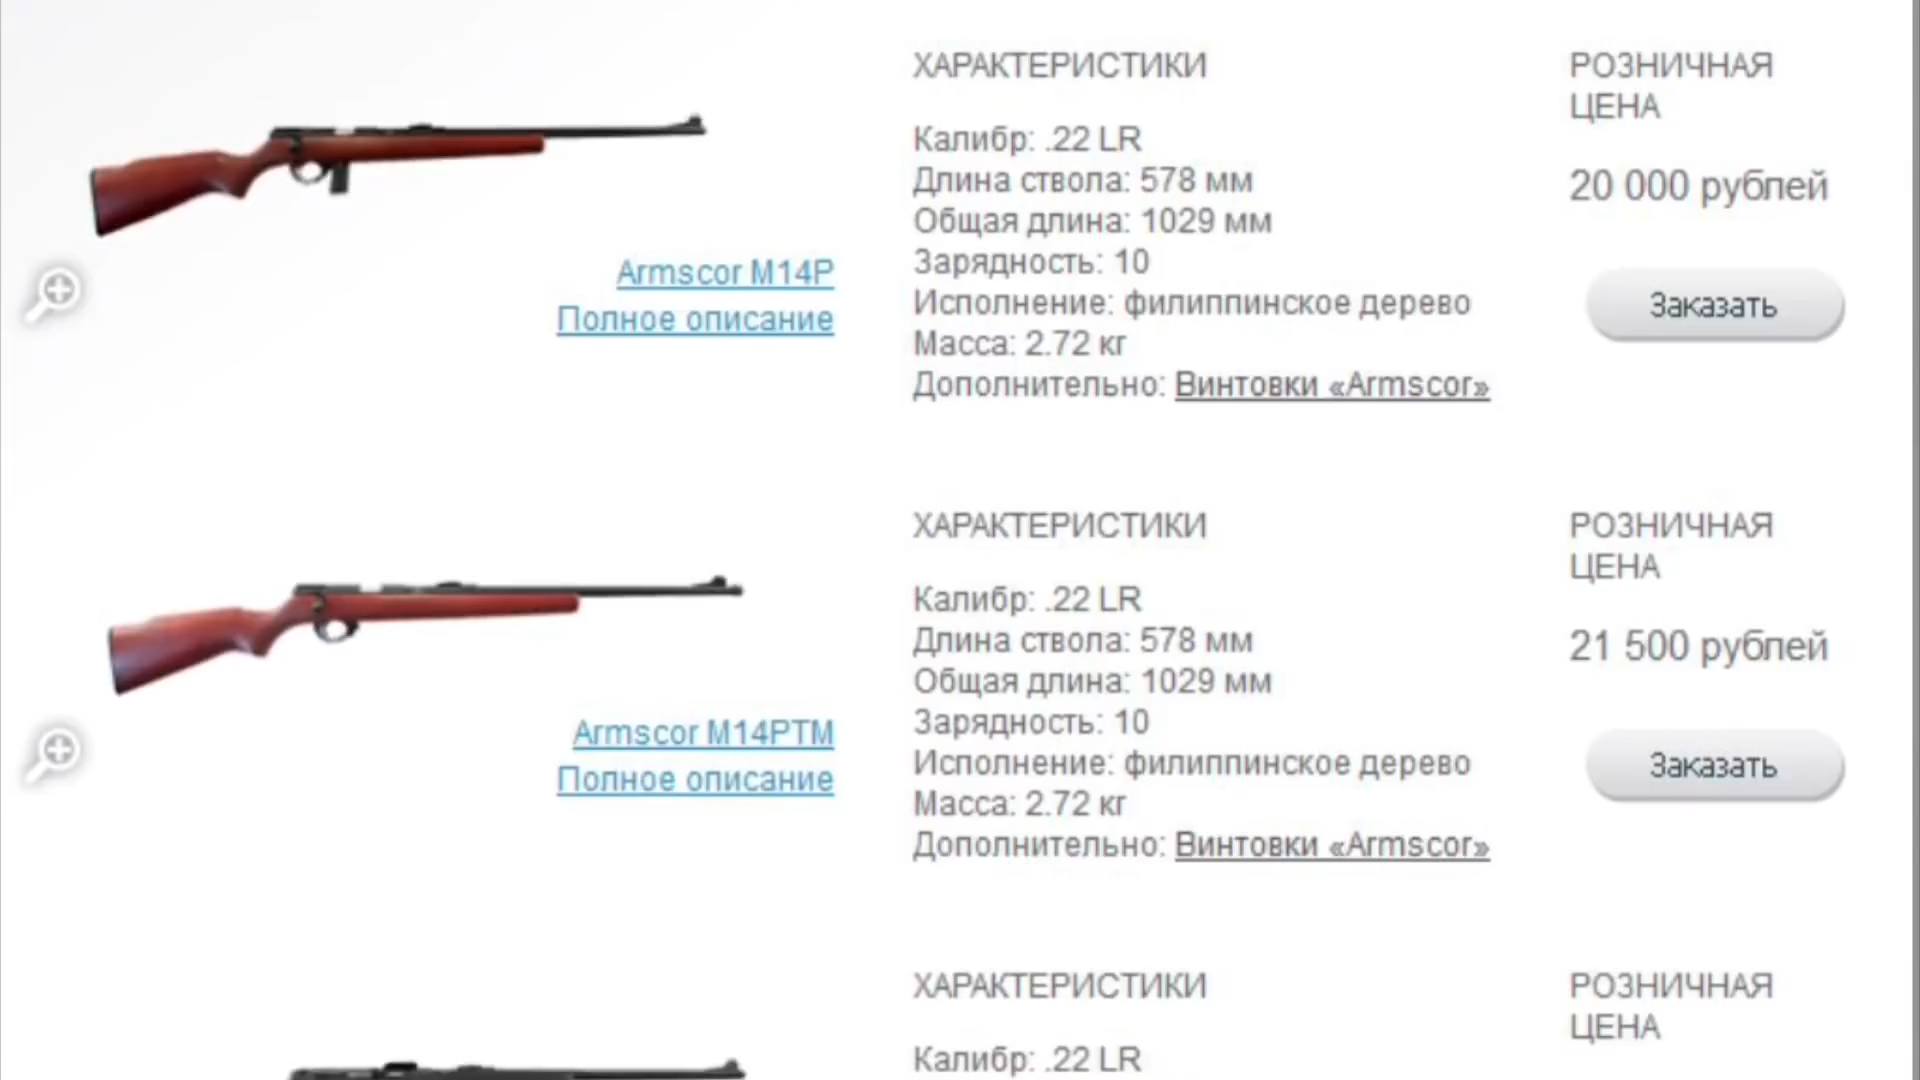 ХАРАКТЕРИСТИКИ
РОЗНИЧНАЯ
ЦЕНА
Калибр: .22 LR
Длина ствола: 578 мм
Общая длина: 1029 мм
Зарядность: 10
Исполнение: филиппинское дерево
Масса: 2.72 кг
Дополнительно: Винтовки «Armscor»
20 000 рублей
Заказать
Armscor M14P
Полное описание
ХАРАКТЕРИСТИКИ
РОЗНИЧНАЯ
ЦЕНА
Калибр: .22 LR
Длина ствола: 578 мм
Общая длина: 1029 мм
Зарядность: 10
Исполнение: филиппинское дерево
Масса: 2.72 кг
Дополнительно: Винтовки «Armscor»
21 500 рублей
Заказать
Armscor M14PTM
Полное описание
ХАРАКТЕРИСТИКИ
РОЗНИЧНАЯ
ЦЕНА
Калибр: .22 LR